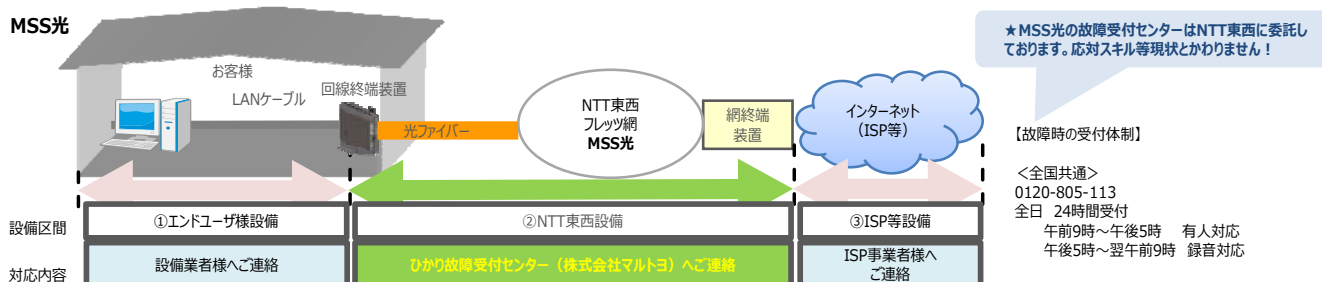 MSS光
★MSS光の故障受付センターはNTT東西に委託し
ております。応対スキル等現状とかわりません！
お客様
LANケーブル
回線終端装置
光ファイバー
NTT東西
フレッツ網
MSS光
網終端
装置
インターネット
（ISP等）
【故障時の受付体制】
＜全国共通＞
0120-805-113
全日 24時間受付
午前9時～午後5時 有人対応
午後5時～翌午前9時 録音対応
設備区間
①エンドユーザ様設備
②NTT東西設備
③ISP等設備
対応内容
設備業者様へご連絡
ひかり故障受付センター（株式会社マルトヨ）へご連絡
ISP事業者様へ
ご連絡